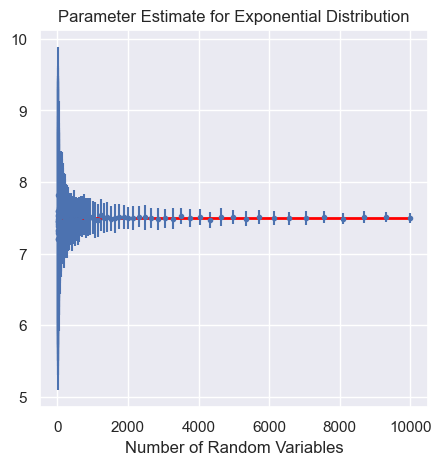 Parameter Estimate for Exponential Distribution
10
9
8
7
6
5
0 2000 4000 6000 8000 10000
Number of Random Variables